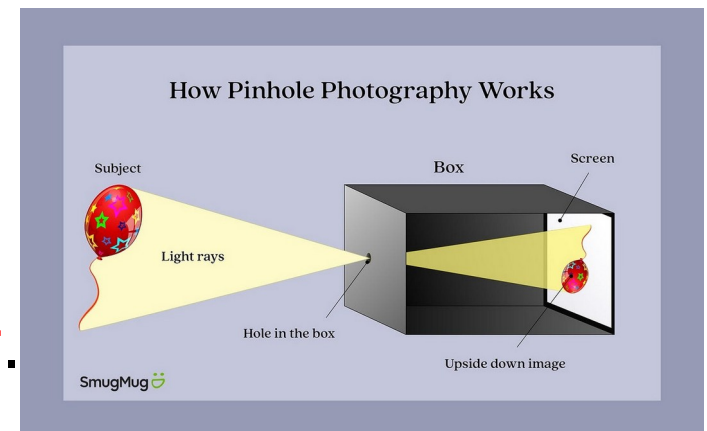 How Pinhole Photography Works
Subject
Box
Screen
Light rays
Hole in the box
Upside down image
SmugMug